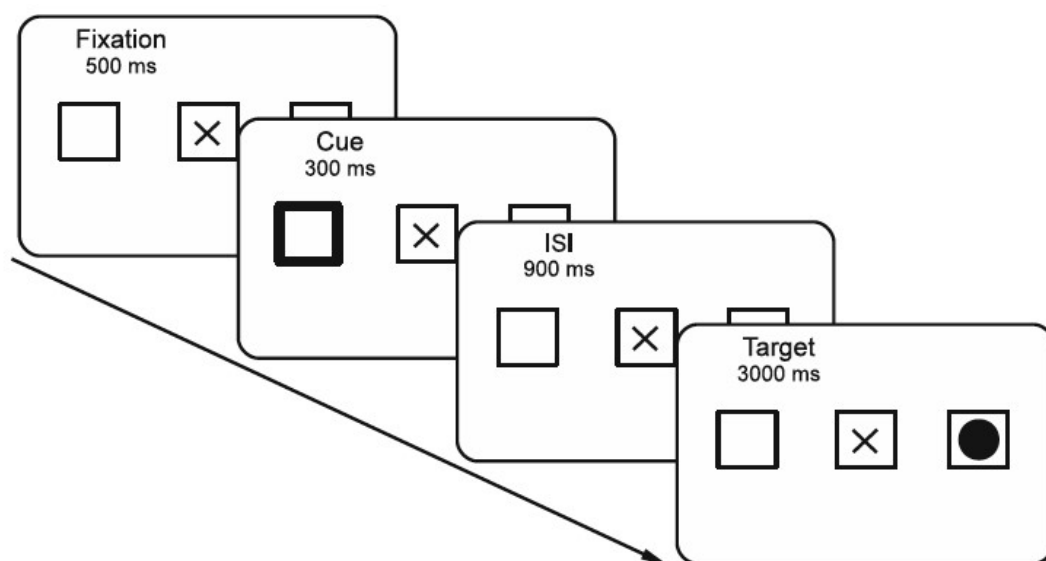 Fixation
500 ms
Cue
300 ms
ISI
900 ms
Target
3000 ms